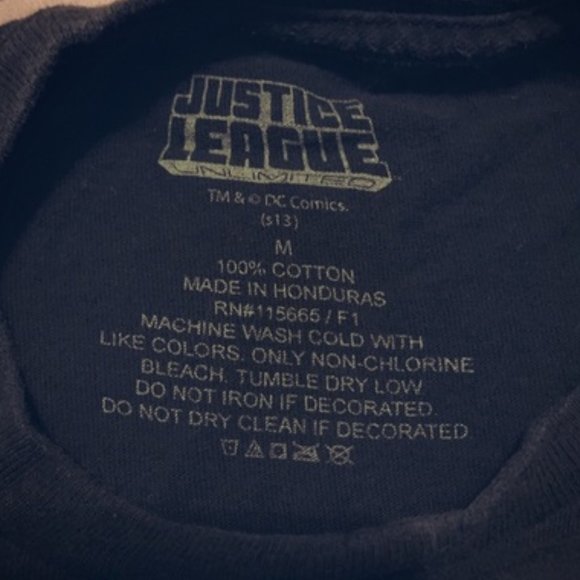 JUSTICE
LEAGUE
UNLIMITED
TM & © DC Comics.
(s13)
M
100% COTTON
MADE IN HONDURAS
RN#115665 / F1
MACHINE WASH COLD WITH
LIKE COLORS. ONLY NON-CHLORINE
BLEACH. TUMBLE DRY LOW
DO NOT IRON IF DECORATED.
DO NOT DRY CLEAN IF DECORATED